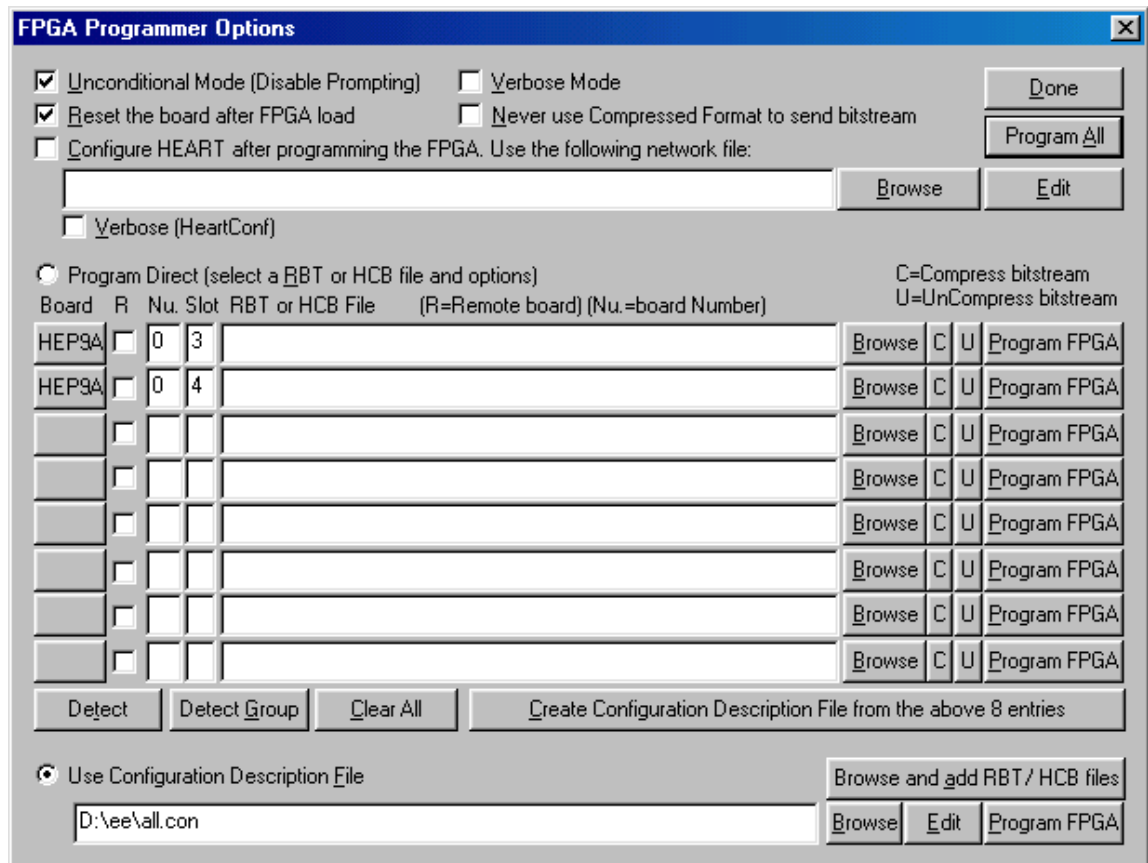 FPGA Programmer Options
Unconditional Mode (Disable Prompting) Verbose Mode Done
Reset the board after FPGA load Never use Compressed Format to send bitstream
Program All
Configure HEART after programming the FPGA. Use the following network file:
Browse Edit
Verbose (HeartConf)
Program Direct (select a RBT or HCB file and options) C=Compress bitstream
U=UnCompress bitstream
Board R Nu. Slot RBT or HCB File (R=Remote board) (Nu.=board Number)
HEP9A 0 3 Browse C U Program FPGA
HEP9A 0 4 Browse C U Program FPGA
Browse C U Program FPGA
Browse C U Program FPGA
Browse C U Program FPGA
Browse C U Program FPGA
Browse C U Program FPGA
Browse C U Program FPGA
Detect Detect Group Clear All Create Configuration Description File from the above 8 entries
Use Configuration Description File Browse and add RBT / HCB files
D:\ee\all.con Browse Edit Program FPGA